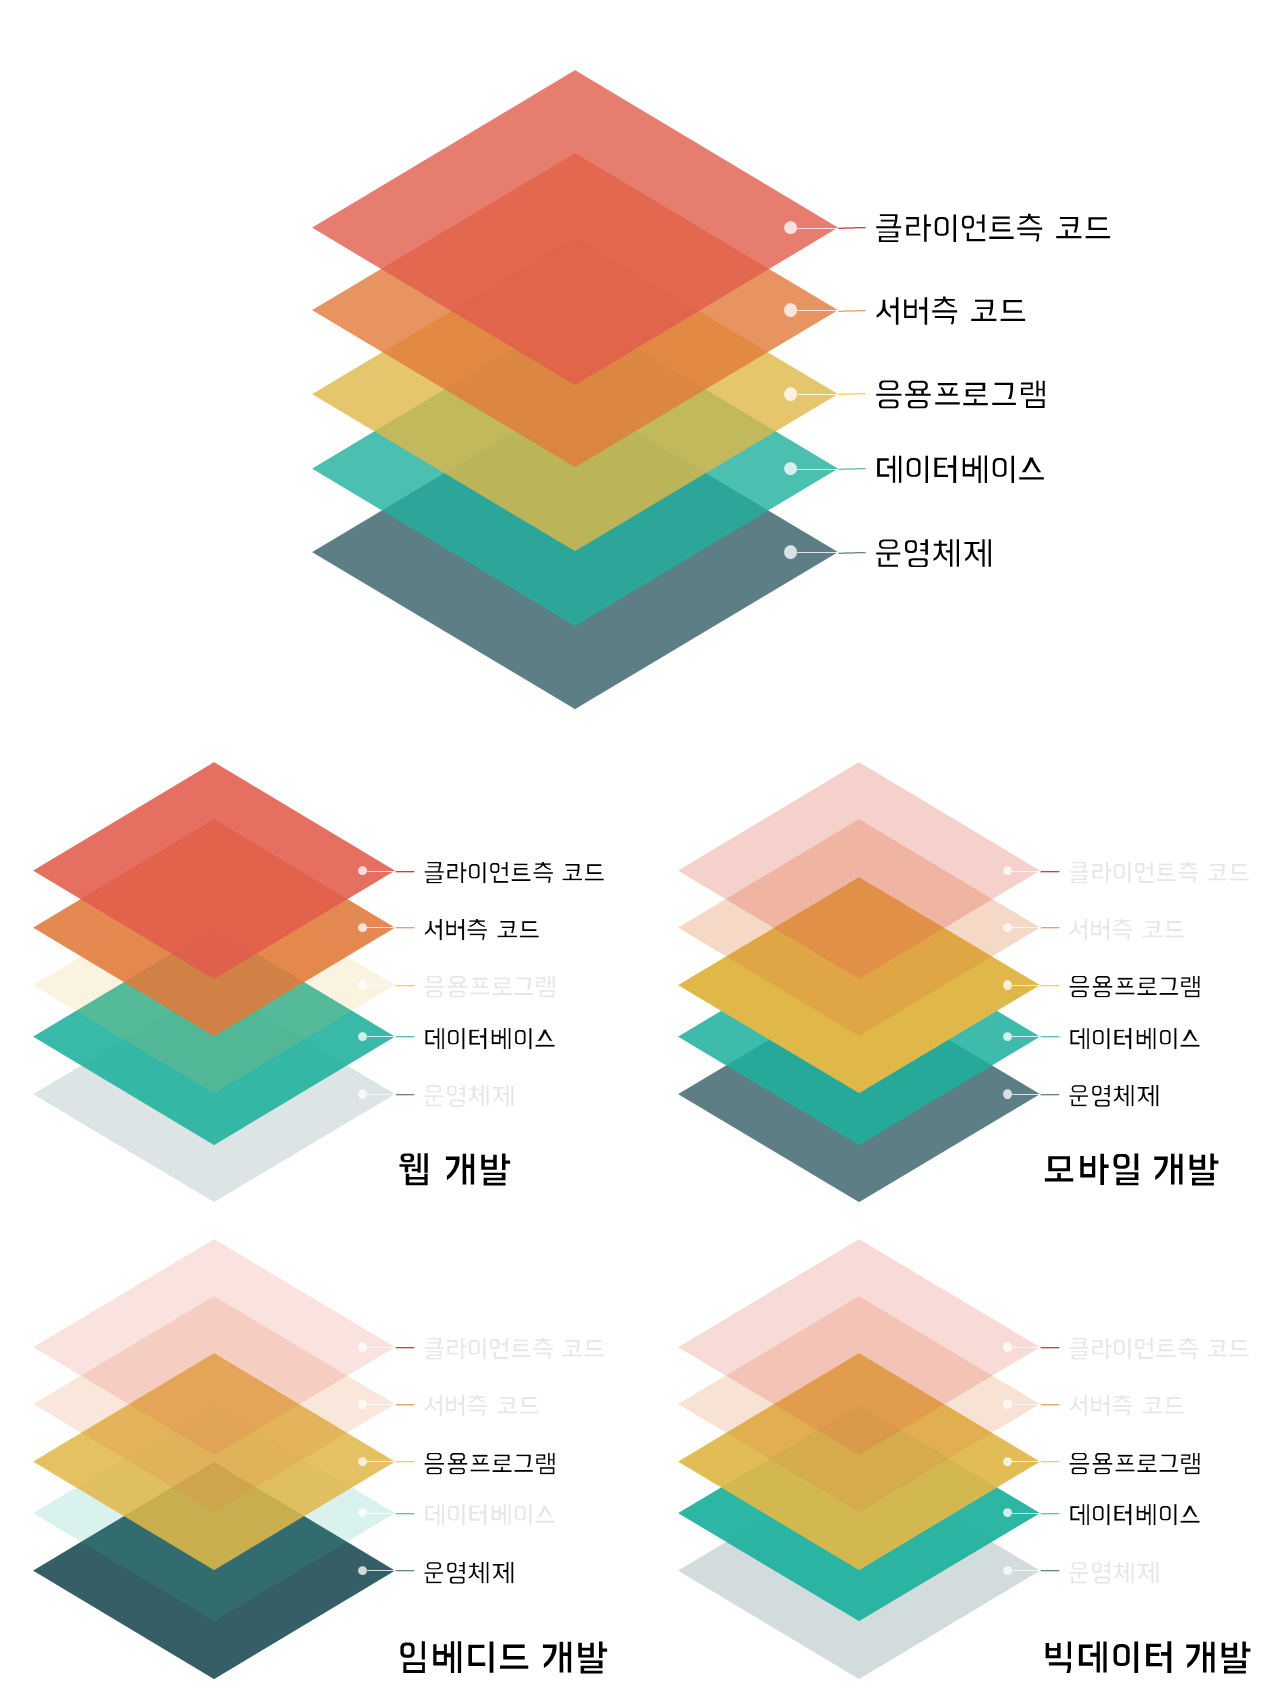 클라이언트측 코드
서버측 코드
응용프로그램
데이터베이스
운영체제
클라이언트측 코드
서버측 코드
응용프로그램
데이터베이스
운영체제
웹 개발
클라이언트측 코드
서버측 코드
응용프로그램
데이터베이스
운영체제
모바일 개발
클라이언트측 코드
서버측 코드
응용프로그램
데이터베이스
운영체제
임베디드 개발
클라이언트측 코드
서버측 코드
응용프로그램
데이터베이스
운영체제
빅데이터 개발